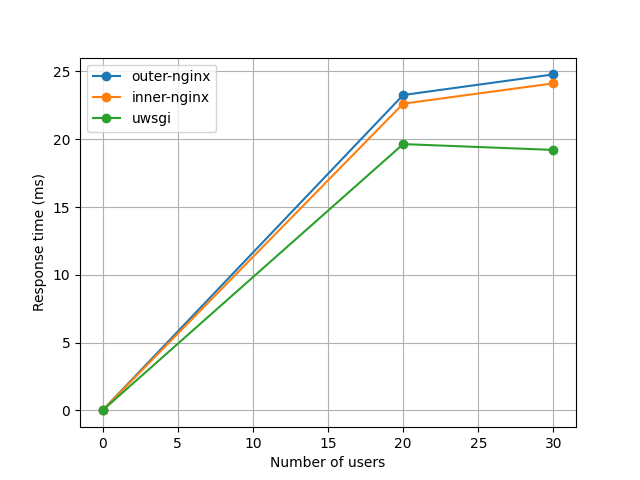 outer-nginx
inner-nginx
uwsgi
25
20
15
10
5
0
Response time (ms)
0 5 10 15 20 25 30
Number of users